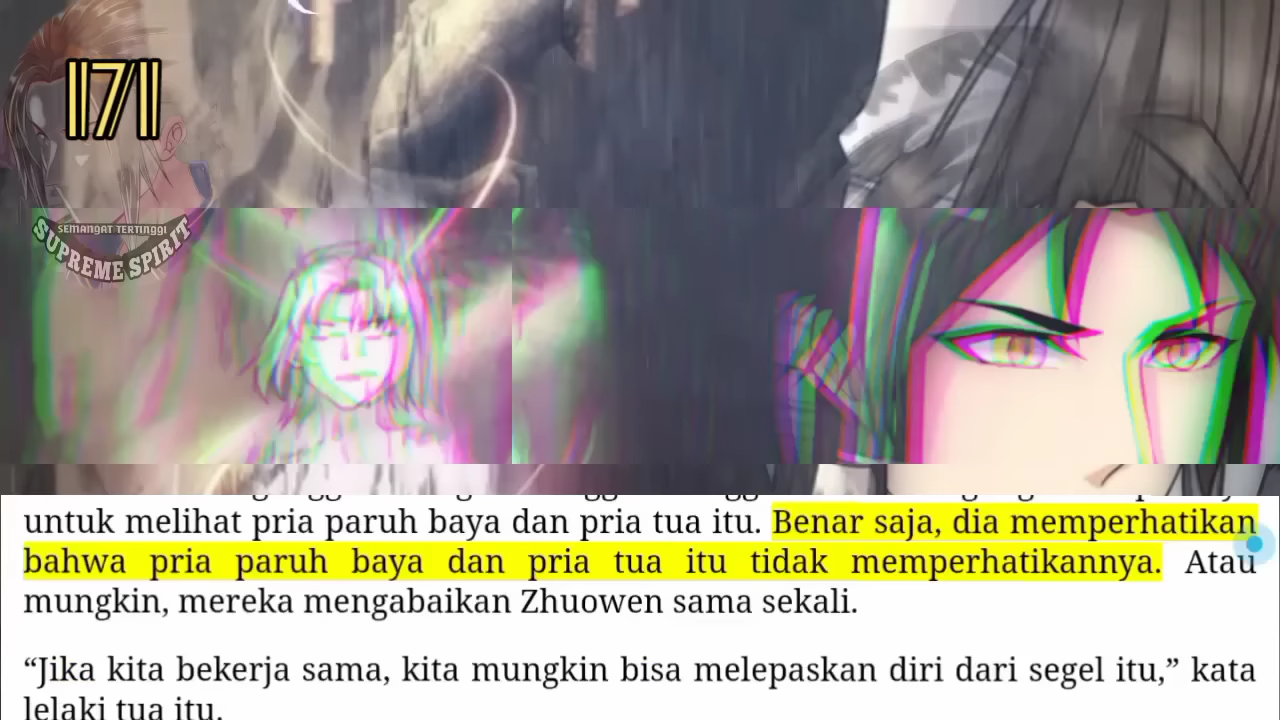 171
SEMANGAT TERTINGGI
SUPREME SPIRIT
untuk melihat pria paruh baya dan pria tua itu. Benar saja, dia memperhatikan
bahwa pria paruh baya dan pria tua itu tidak memperhatikannya. Atau
mungkin, mereka mengabaikan Zhuowen sama sekali.
“Jika kita bekerja sama, kita mungkin bisa melepaskan diri dari segel itu,” kata
lelaki tua itu.